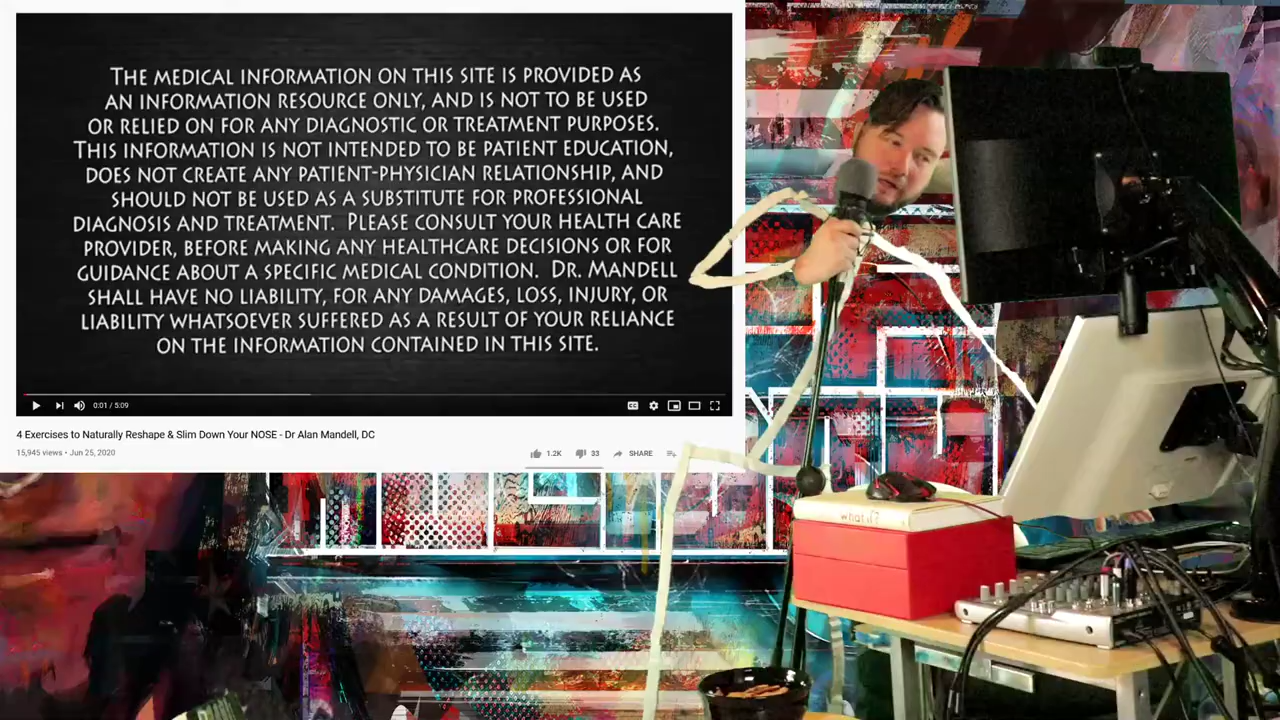 THE MEDICAL INFORMATION ON THIS SITE IS PROVIDED AS
AN INFORMATION RESOURCE ONLY, AND IS NOT TO BE USED
OR RELIED ON FOR ANY DIAGNOSTIC OR TREATMENT PURPOSES.
THIS INFORMATION IS NOT INTENDED TO BE PATIENT EDUCATION,
DOES NOT CREATE ANY PATIENT-PHYSICIAN RELATIONSHIP, AND
SHOULD NOT BE USED AS A SUBSTITUTE FOR PROFESSIONAL
DIAGNOSIS AND TREATMENT. PLEASE CONSULT YOUR HEALTH CARE
PROVIDER, BEFORE MAKING ANY HEALTHCARE DECISIONS OR FOR
GUIDANCE ABOUT A SPECIFIC MEDICAL CONDITION. DR. MANDELL
SHALL HAVE NO LIABILITY, FOR ANY DAMAGES, LOSS, INJURY, OR
LIABILITY WHATSOEVER SUFFERED AS A RESULT OF YOUR RELIANCE
ON THE INFORMATION CONTAINED IN THIS SITE.
0:01 / 5:09
CC
4 Exercises to Naturally Reshape & Slim Down Your NOSE - Dr Alan Mandell, DC
15,945 views • Jun 25, 2020
1.2K 33 SHARE
what if?